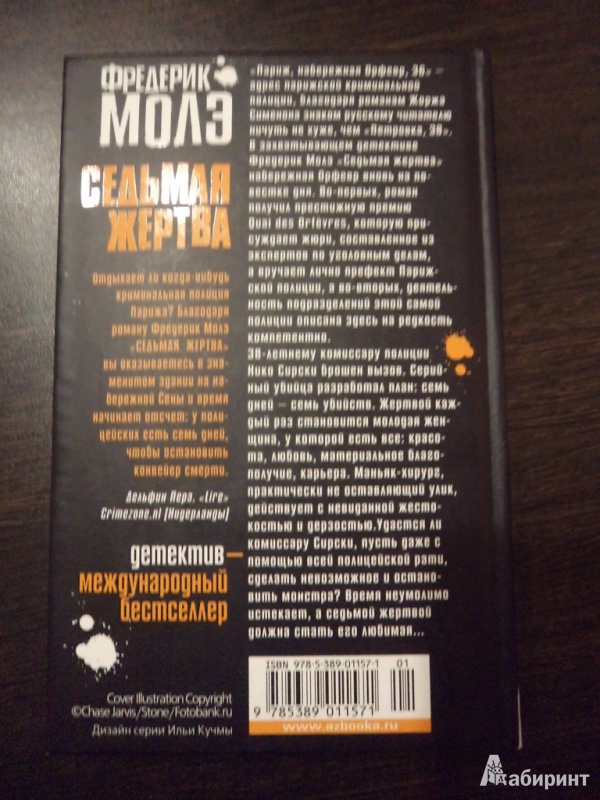 ФРЕДЕРИК
МОЛЭ
СЕДЬМАЯ
ЖЕРТВА
Отдыхает ли когда-нибудь
криминальная полиция
Парижа? Благодаря
роману Фредерик Молэ
«СЕДЬМАЯ ЖЕРТВА»
вы оказываетесь в зна-
менитом здании на на-
бережной Сены и время
начинает отсчет: у поли-
цейских есть семь дней,
чтобы остановить
конвейер смерти.
Дельфин Пера, «Lire»
Crimezone.nl (Нидерланды)
детектив –
международный
бестселлер
«Париж, набережная Орфевр, 36» –
адрес парижской криминальной
полиции, благодаря романам Жоржа
Сименона знаком русскому читателю
ничуть не хуже, чем «Петровка, 38».
В захватывающем детективе
Фредерик Молэ «Седьмая жертва»
набережная Орфевр вновь на по-
вестке дня. Во-первых, роман
получил престижную премию
Quai des Orfèvres, которую при-
суждает жюри, составленное из
экспертов по уголовным делам,
а вручает лично префект Париж-
ской полиции, а во-вторых, деятель-
ность подразделений этой самой
полиции описана здесь на редкость
компетентно.
38-летнему комиссару полиции
Нико Сирски брошен вызов. Серий-
ный убийца разработал план: семь
дней – семь убийств. Жертвой каж-
дый раз становится молодая жен-
щина, у которой есть все: красо-
та, любовь, материальное благо-
получие, карьера. Маньяк-хирург,
практически не оставляющий улик,
действует с невиданной жесто-
костью и дерзостью.Удастся ли
комиссару Сирски, пусть даже с
помощью всей полицейской рати,
сделать невозможное и остано-
вить монстра? Время неумолимо
истекает, а седьмой жертвой
должна стать его любимая...
ISBN 978-5-389-01157-1
01
9 785389 011571
www.azbooka.ru
Cover Illustration Copyright
©Chase Jarvis/Stone/Fotobank.ru
Дизайн серии Ильи Кучмы
Лабиринт